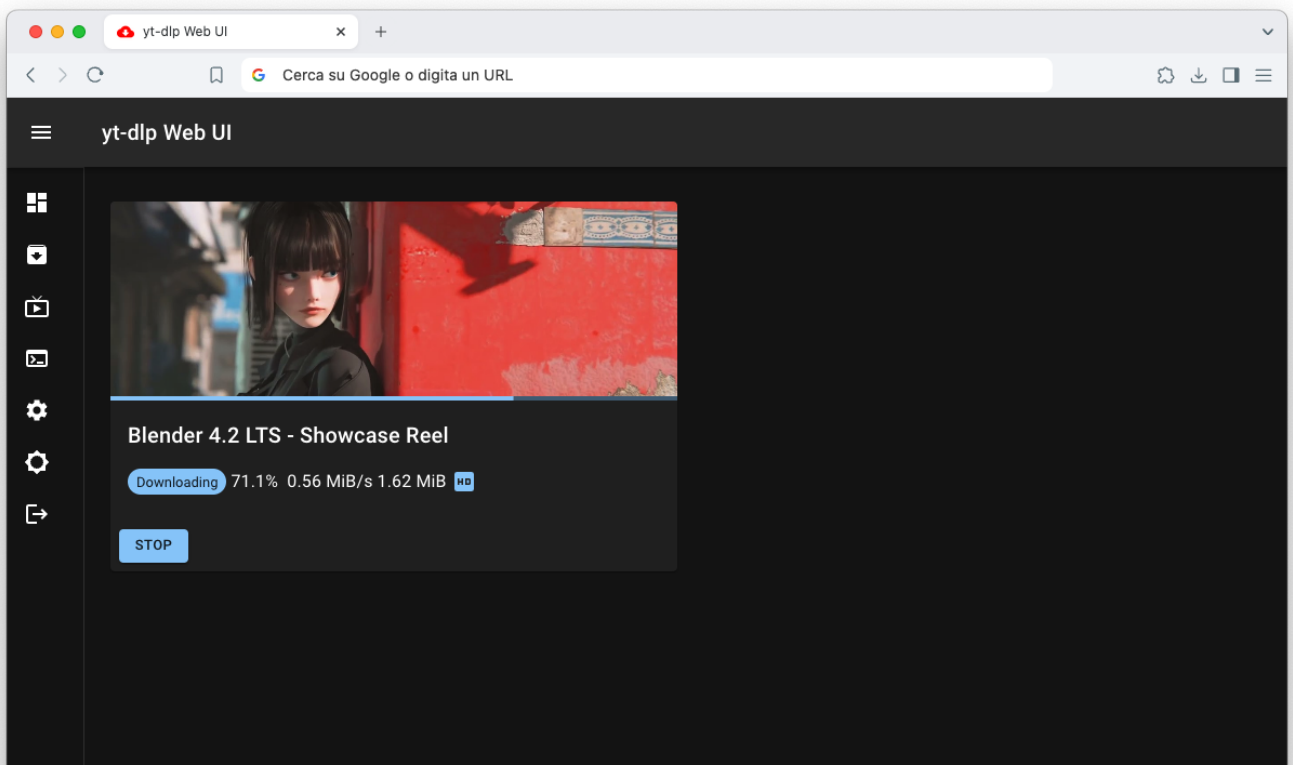 yt-dlp Web UI
Cerca su Google o digita un URL
yt-dlp Web UI
Blender 4.2 LTS - Showcase Reel
Downloading 71.1% 0.56 MiB/s 1.62 MiB HD
STOP